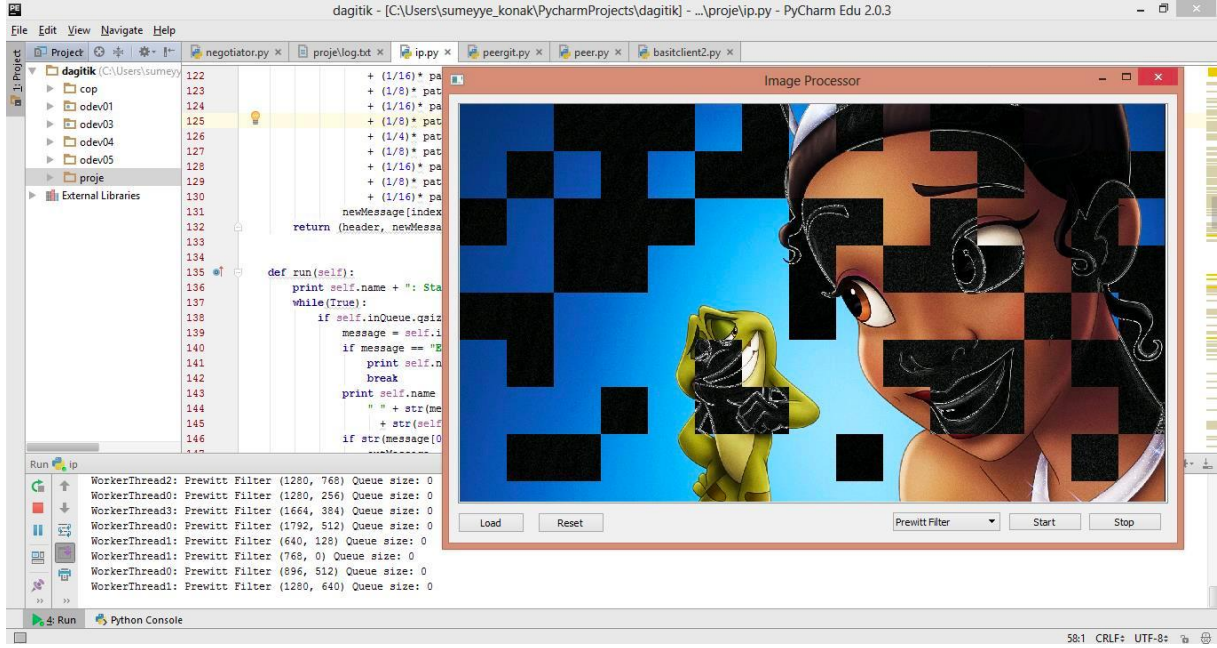 PE dagitik - [C:\Users\sumeyye_konak\PycharmProjects\dagitik] - ...\proje\ip.py - PyCharm Edu 2.0.3
File Edit View Navigate Help
1: Project
Project
negotiator.py × proje\log.txt × ip.py × peergit.py × peer.py × basitclient2.py ×
dagitik (C:\Users\sumeyy
cop
odev01
odev03
odev04
odev05
proje
External Libraries
122 + (1/16)* pa
123 + (1/8)* pat
124 + (1/16)* pa
125 + (1/8)* pat
126 + (1/4)* pat
127 + (1/8)* pat
128 + (1/16)* pa
129 + (1/8)* pat
130 + (1/16)* pa
131 newMessage[index
132 return (header, newMessa
133
134
135 def run(self):
136 print self.name + ": Sta
137 while(True):
138 if self.inQueue.qsiz
139 message = self.i
140 if message == "E
141 print self.n
142 break
143 print self.name
144 " " + str(me
145 + str(self
146 if str(message[0
Image Processor
Load Reset Prewitt Filter Start Stop
Run ip
WorkerThread2: Prewitt Filter (1280, 768) Queue size: 0
WorkerThread0: Prewitt Filter (1280, 256) Queue size: 0
WorkerThread3: Prewitt Filter (1664, 384) Queue size: 0
WorkerThread0: Prewitt Filter (1792, 512) Queue size: 0
WorkerThread1: Prewitt Filter (640, 128) Queue size: 0
WorkerThread1: Prewitt Filter (768, 0) Queue size: 0
WorkerThread0: Prewitt Filter (896, 512) Queue size: 0
WorkerThread1: Prewitt Filter (1280, 640) Queue size: 0
4: Run Python Console
58:1 CRLF UTF-8